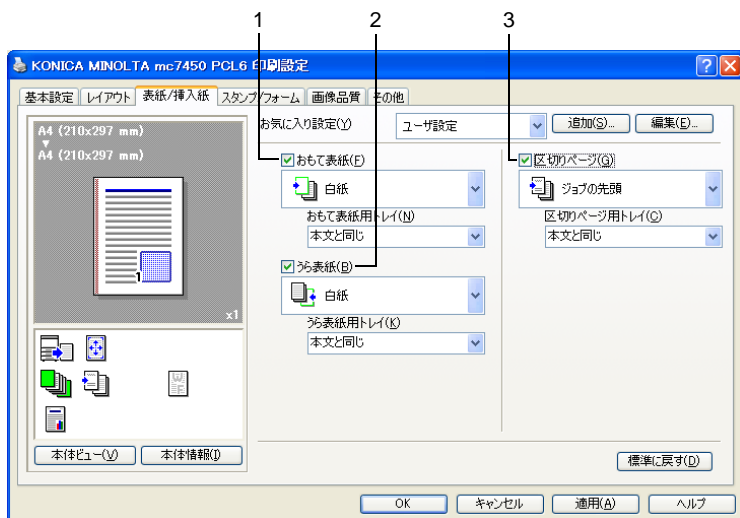 1 2 3
KONICA MINOLTA mc7450 PCL6 印刷設定
基本設定 レイアウト 表紙/挿入紙 スタンプ/フォーム 画像品質 その他
A4 (210x297 mm)
A4 (210x297 mm)
1
x1
本体ビュー(V) 本体情報(I)
お気に入り設定(Y) ユーザ設定 追加(S)... 編集(E)...
おもて表紙(F)
白紙
おもて表紙用トレイ(N)
本文と同じ
うら表紙(B)
白紙
うら表紙用トレイ(K)
本文と同じ
区切りページ(G)
ジョブの先頭
区切りページ用トレイ(C)
本文と同じ
標準に戻す(D)
OK キャンセル 適用(A) ヘルプ